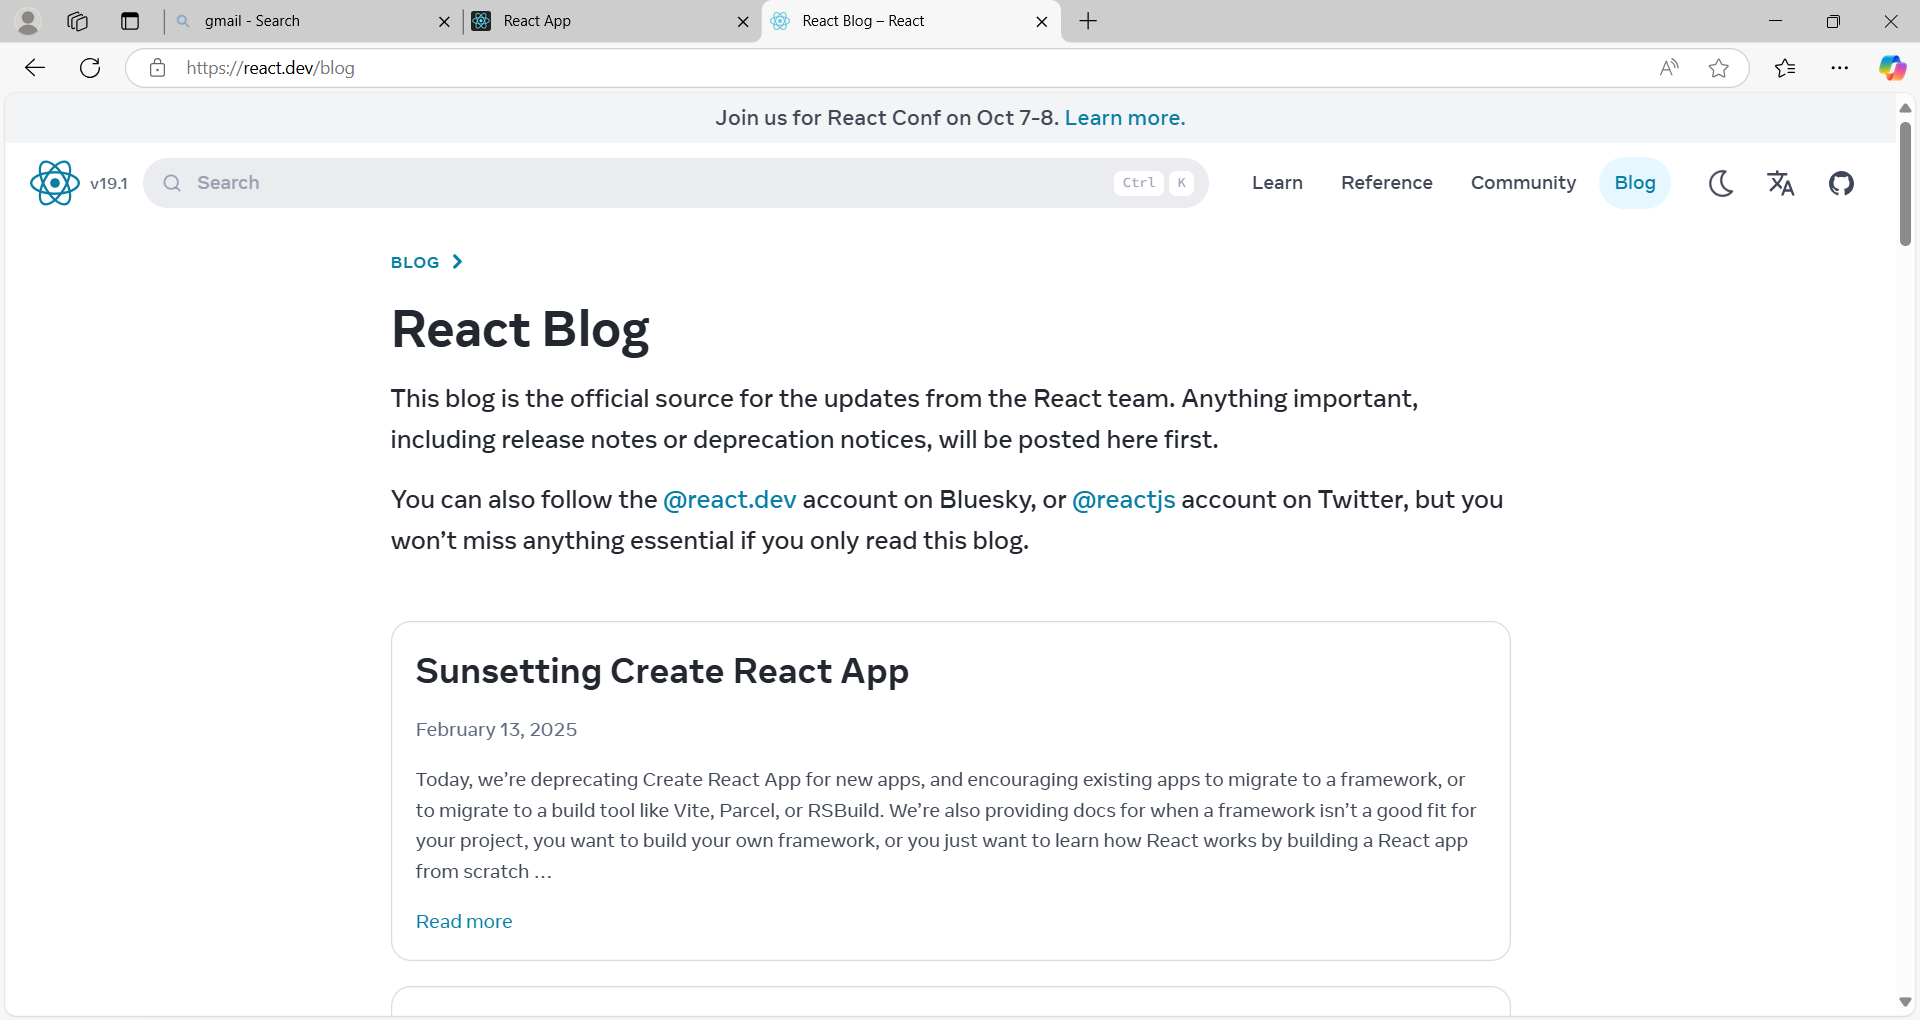 gmail - Search
React App
React Blog – React
https://react.dev/blog
Join us for React Conf on Oct 7-8. Learn more.
v19.1
Search
Ctrl K
Learn
Reference
Community
Blog
BLOG
React Blog
This blog is the official source for the updates from the React team. Anything important,
including release notes or deprecation notices, will be posted here first.
You can also follow the @react.dev account on Bluesky, or @reactjs account on Twitter, but you
won’t miss anything essential if you only read this blog.
Sunsetting Create React App
February 13, 2025
Today, we’re deprecating Create React App for new apps, and encouraging existing apps to migrate to a framework, or
to migrate to a build tool like Vite, Parcel, or RSBuild. We’re also providing docs for when a framework isn’t a good fit for
your project, you want to build your own framework, or you just want to learn how React works by building a React app
from scratch …
Read more